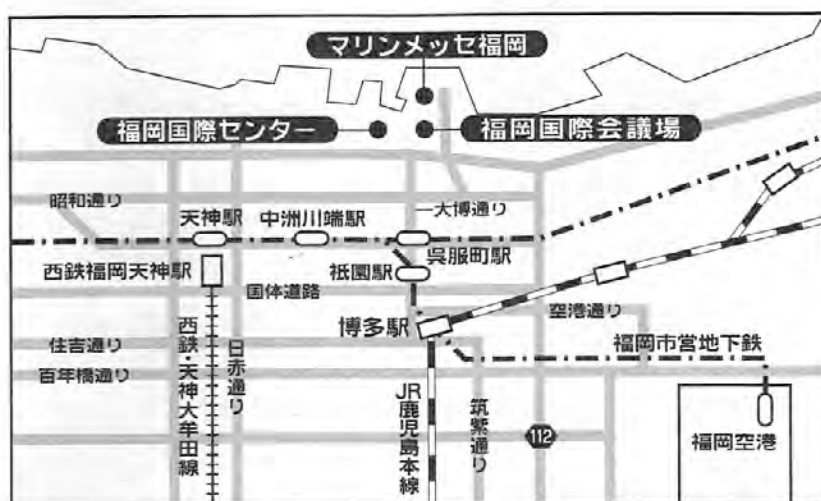 マリンメッセ福岡
福岡国際センター
福岡国際会議場
昭和通り
大博通り
天神駅
中洲川端駅
呉服町駅
西鉄福岡天神駅
祇園駅
国体道路
空港通り
博多駅
住吉通り
福岡市営地下鉄
百年橋通り
西鉄・天神大牟田線
日赤通り
JR鹿児島本線
筑紫通り
112
福岡空港